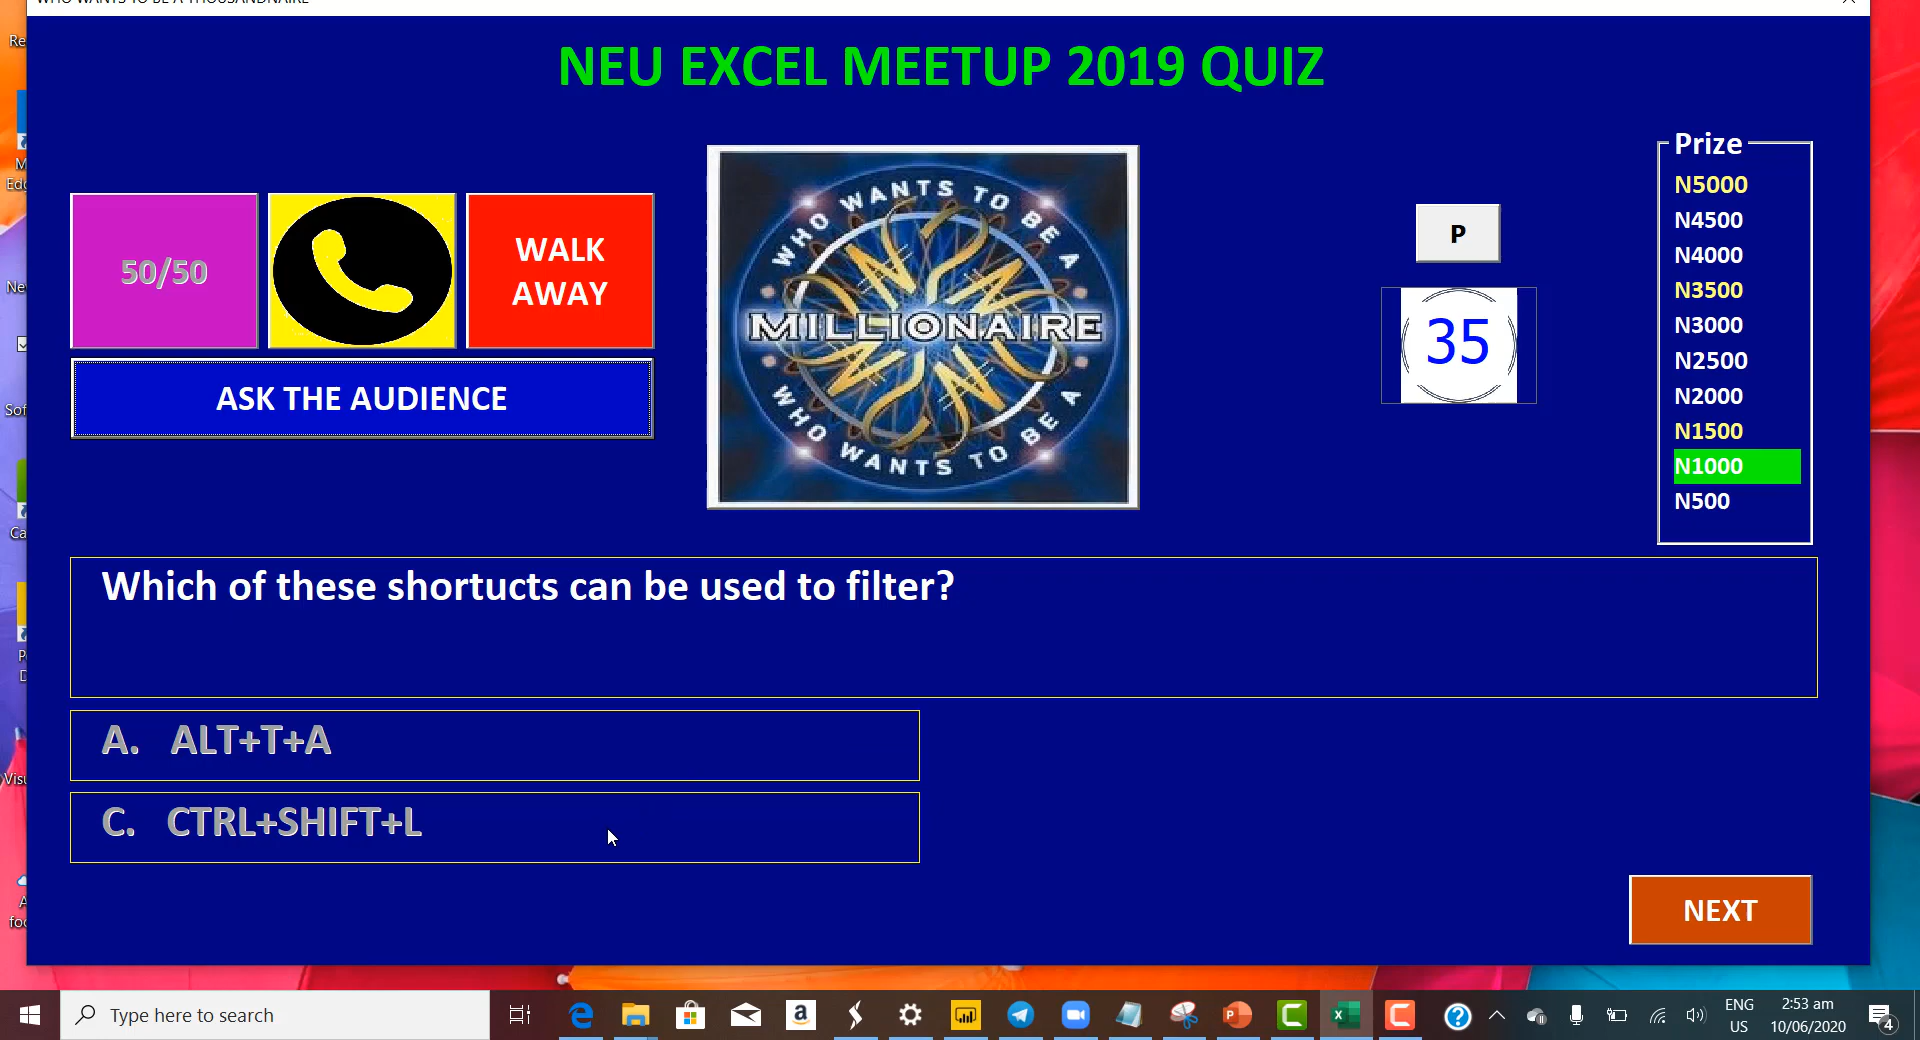 NEU EXCEL MEETUP 2019 QUIZ
50/50
WALK
AWAY
ASK THE AUDIENCE
WHO WANTS TO BE A
MILLIONAIRE
WHO WANTS TO BE A
P
35
Prize
N5000
N4500
N4000
N3500
N3000
N2500
N2000
N1500
N1000
N500
Which of these shortucts can be used to filter?
A. ALT+T+A
C. CTRL+SHIFT+L
NEXT
Type here to search
ENG
US
2:53 am
10/06/2020
4